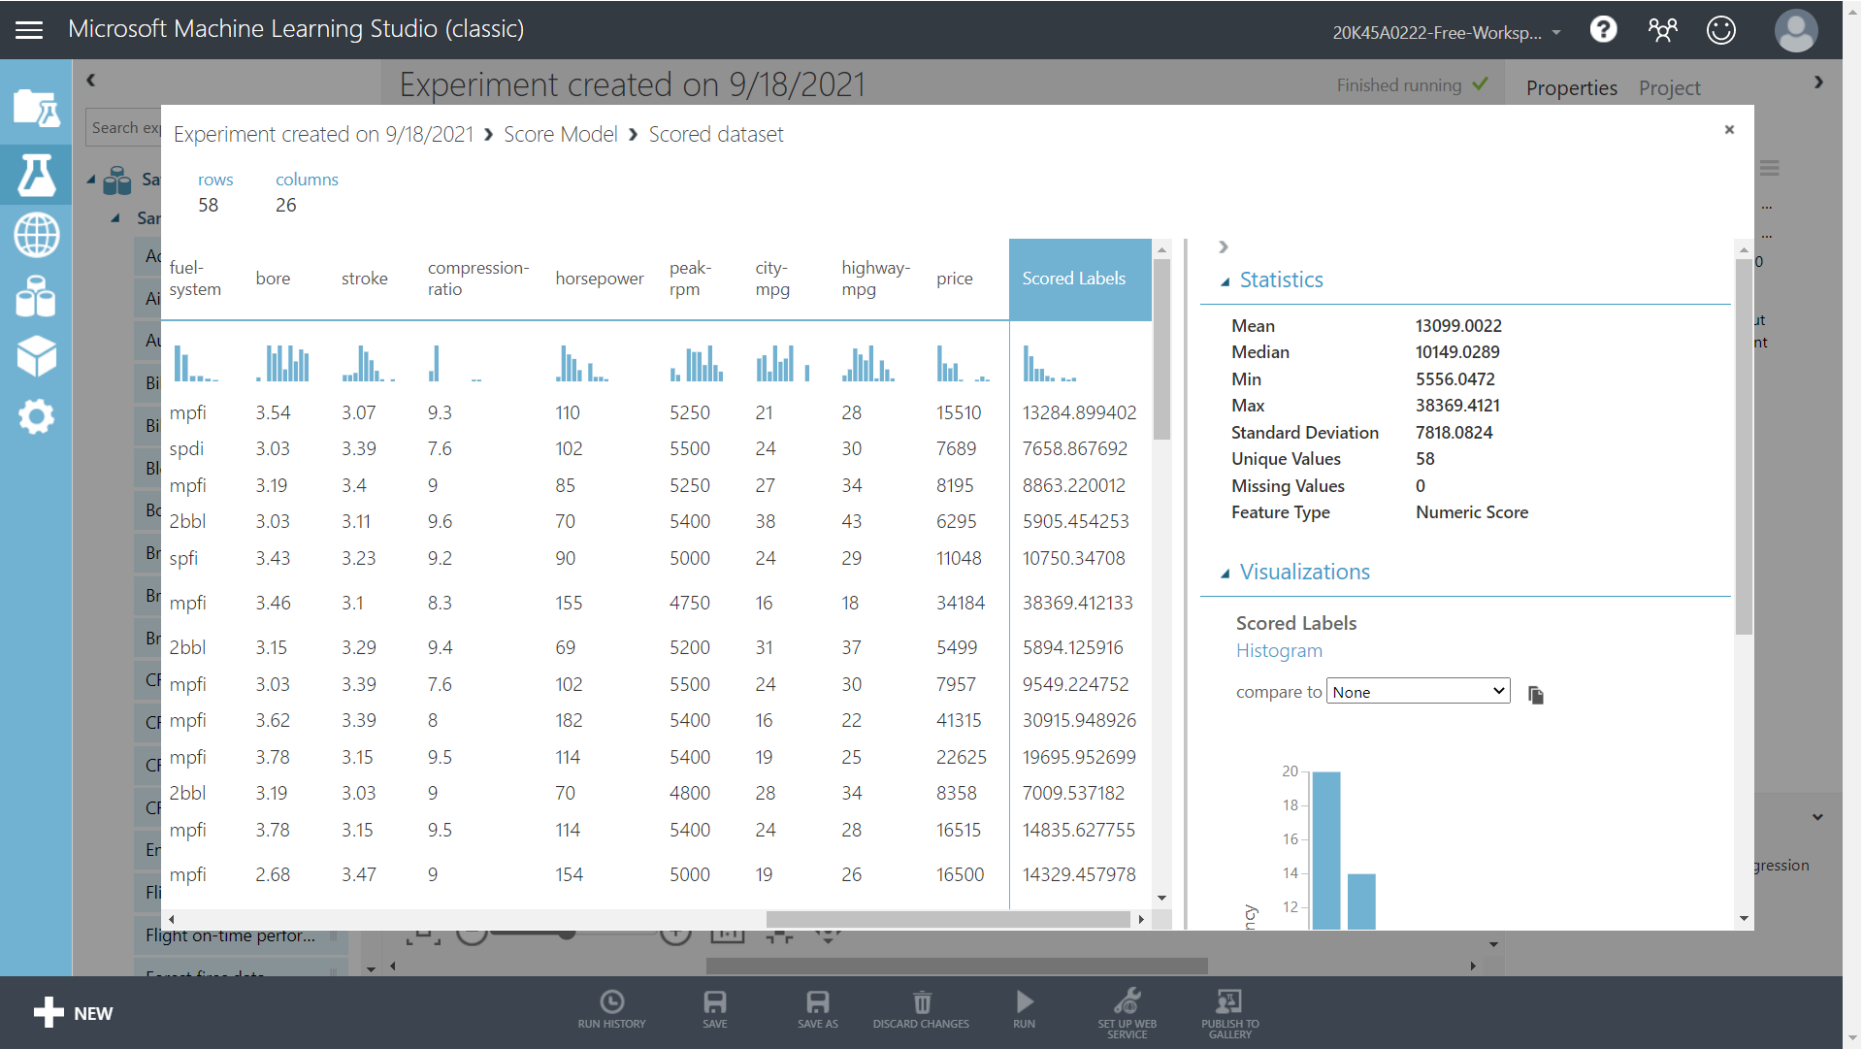 Microsoft Machine Learning Studio (classic)
20K45A0222-Free-Worksp...
Experiment created on 9/18/2021
Finished running
Properties Project
Search exp
Experiment created on 9/18/2021 > Score Model > Scored dataset
rows columns
58 26
fuel-system bore stroke compression-ratio horsepower peak-rpm city-mpg highway-mpg price Scored Labels
mpfi 3.54 3.07 9.3 110 5250 21 28 15510 13284.899402
spdi 3.03 3.39 7.6 102 5500 24 30 7689 7658.867692
mpfi 3.19 3.4 9 85 5250 27 34 8195 8863.220012
2bbl 3.03 3.11 9.6 70 5400 38 43 6295 5905.454253
spfi 3.43 3.23 9.2 90 5000 24 29 11048 10750.34708
mpfi 3.46 3.1 8.3 155 4750 16 18 34184 38369.412133
2bbl 3.15 3.29 9.4 69 5200 31 37 5499 5894.125916
mpfi 3.03 3.39 7.6 102 5500 24 30 7957 9549.224752
mpfi 3.62 3.39 8 182 5400 16 22 41315 30915.948926
mpfi 3.78 3.15 9.5 114 5400 19 25 22625 19695.952699
2bbl 3.19 3.03 9 70 4800 28 34 8358 7009.537182
mpfi 3.78 3.15 9.5 114 5400 24 28 16515 14835.627755
mpfi 2.68 3.47 9 154 5000 19 26 16500 14329.457978
Statistics
Mean 13099.0022
Median 10149.0289
Min 5556.0472
Max 38369.4121
Standard Deviation 7818.0824
Unique Values 58
Missing Values 0
Feature Type Numeric Score
Visualizations
Scored Labels
Histogram
compare to None
20
18
16
14
12
gression
Flight on-time perfor...
NEW
RUN HISTORY
SAVE
SAVE AS
DISCARD CHANGES
RUN
SET UP WEB SERVICE
PUBLISH TO GALLERY